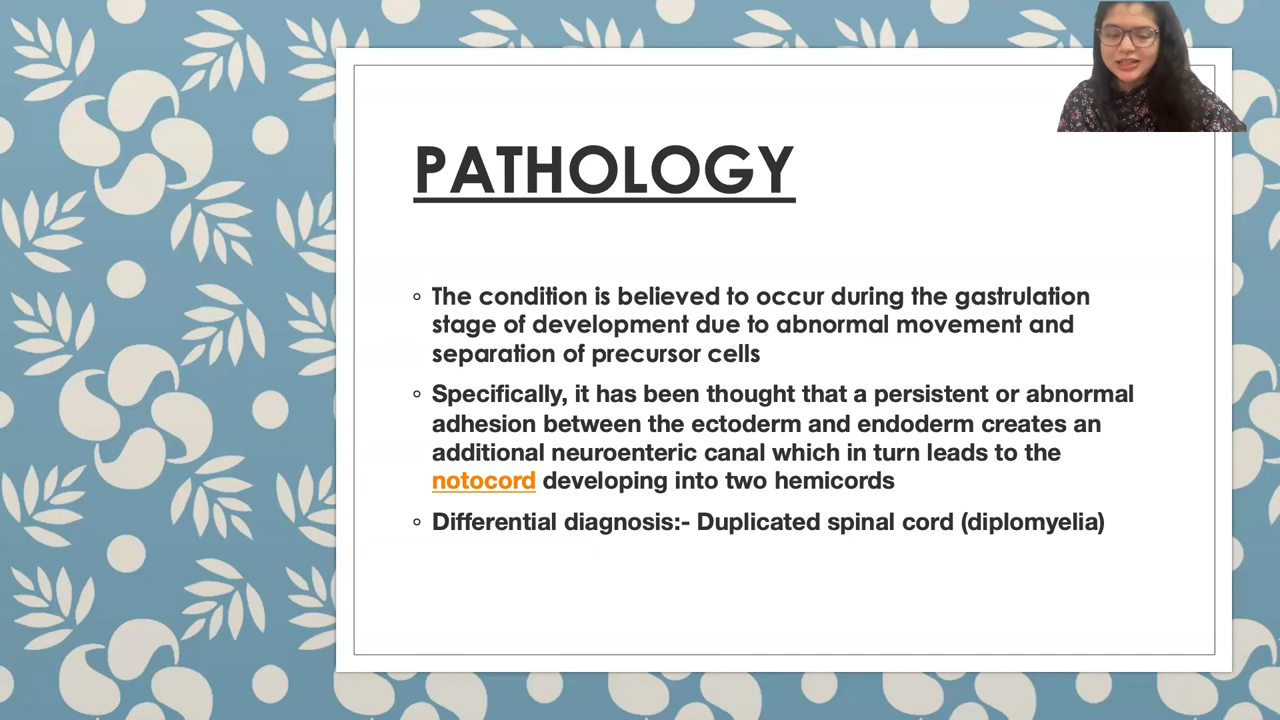 PATHOLOGY
◦ The condition is believed to occur during the gastrulation
stage of development due to abnormal movement and
separation of precursor cells
◦ Specifically, it has been thought that a persistent or abnormal
adhesion between the ectoderm and endoderm creates an
additional neuroenteric canal which in turn leads to the
notocord developing into two hemicords
◦ Differential diagnosis:- Duplicated spinal cord (diplomyelia)